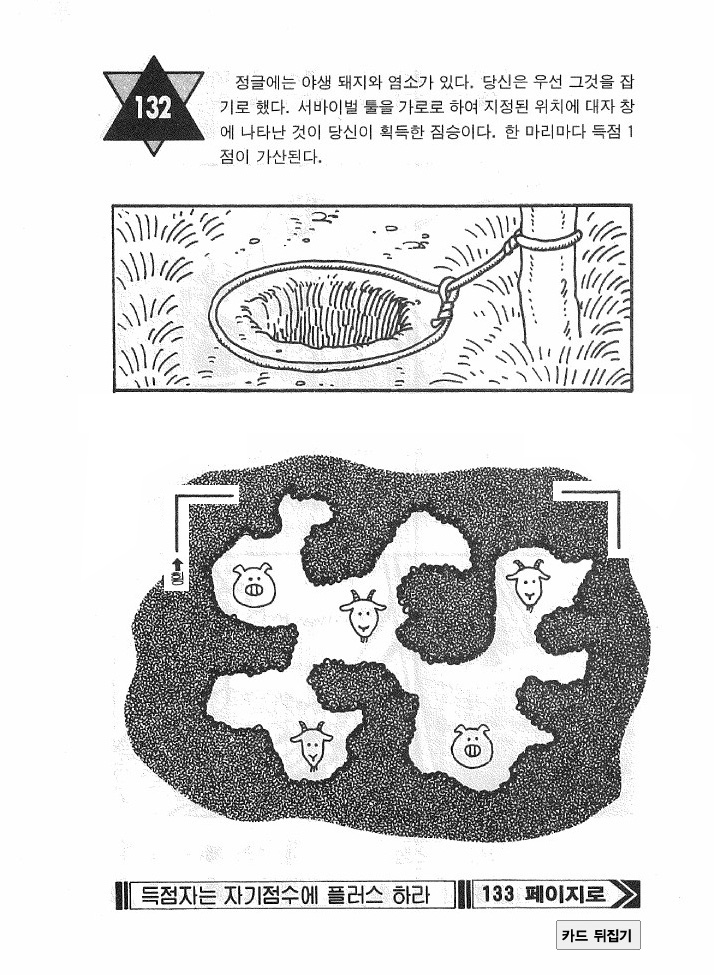 132
정글에는 야생 돼지와 염소가 있다. 당신은 우선 그것을 잡
기로 했다. 서바이벌 툴을 가로로 하여 지정된 위치에 대자 창
에 나타난 것이 당신이 획득한 짐승이다. 한 마리마다 득점 1
점이 가산된다.
득점자는 자기점수에 플러스 하라
133 페이지로
카드 뒤집기